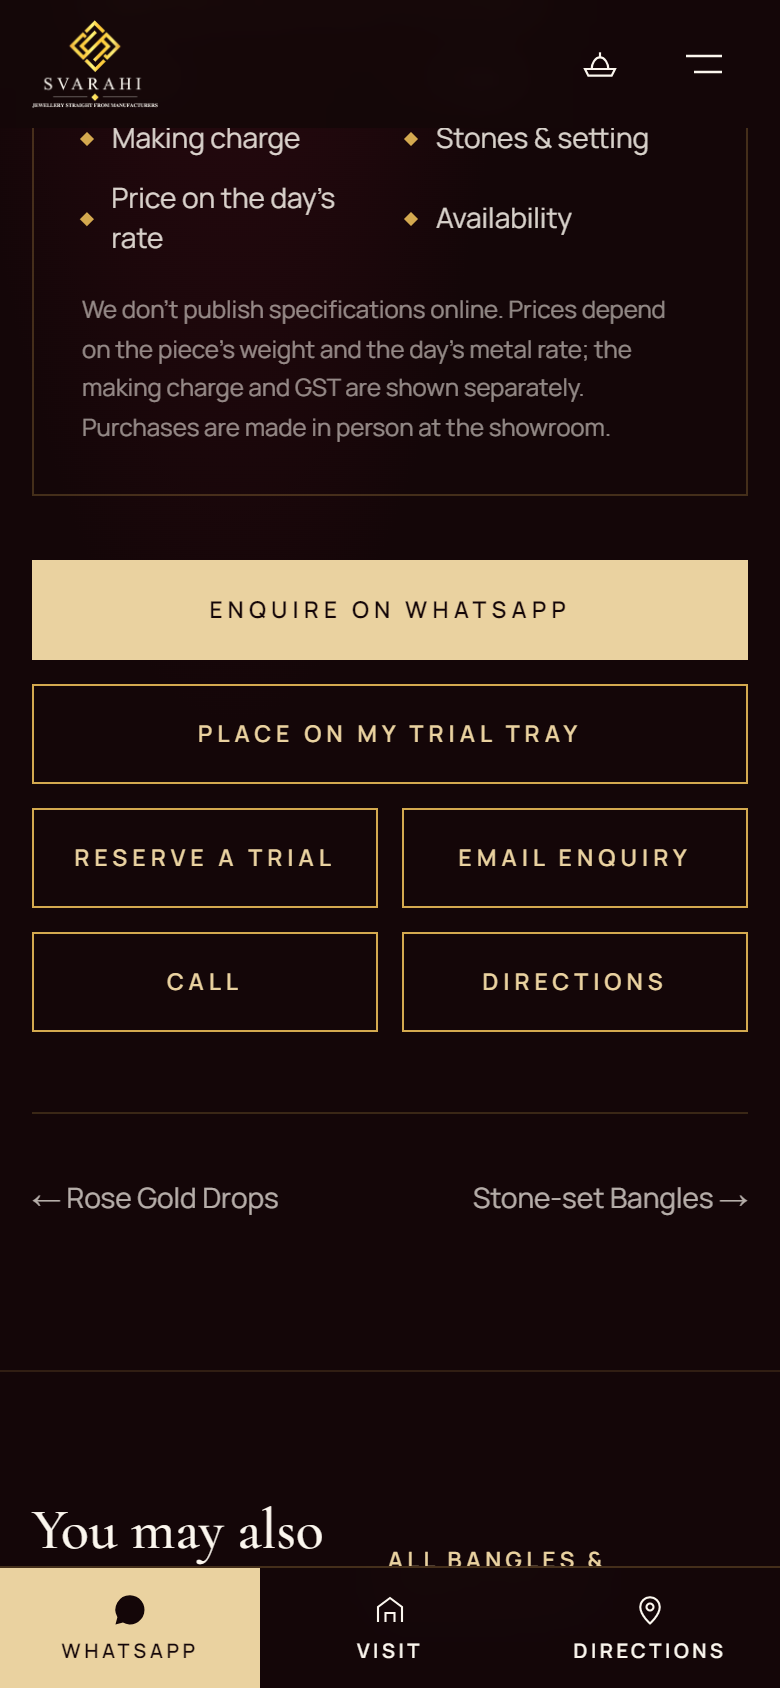 SVARAHI
JEWELLERY STRAIGHT FROM MANUFACTURERS
Making charge
Stones & setting
Price on the day's
rate
Availability
We don't publish specifications online. Prices depend
on the piece's weight and the day's metal rate; the
making charge and GST are shown separately.
Purchases are made in person at the showroom.
ENQUIRE ON WHATSAPP
PLACE ON MY TRIAL TRAY
RESERVE A TRIAL
EMAIL ENQUIRY
CALL
DIRECTIONS
← Rose Gold Drops
Stone-set Bangles →
You may also
ALL BANGLES &
WHATSAPP
VISIT
DIRECTIONS